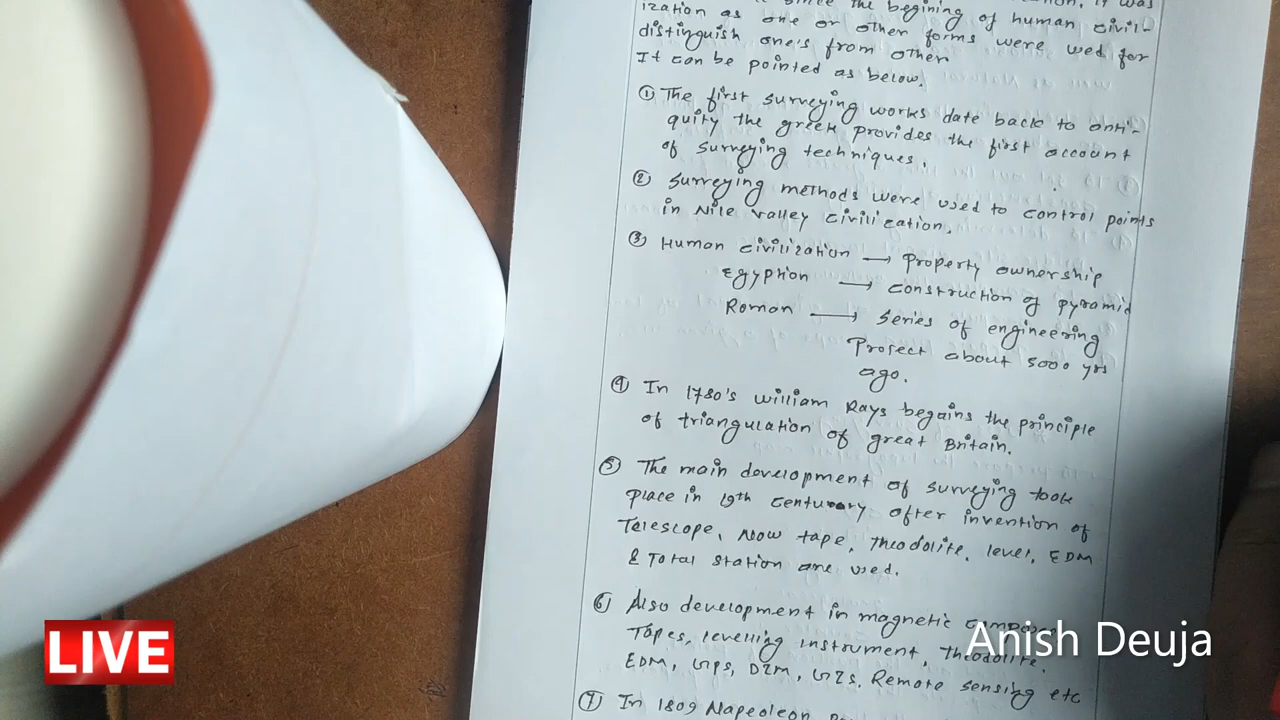 since the begining of human civil-
ization as one or other forms were used for
distinguish one's from other
It can be pointed as below.
① The first surveying works date back to anti-
quity the greek provides the first account
of surveying techniques.
② Surveying methods were used to control points
in Nile valley civilization.
③ Human civilization → Property ownership
Egyption → construction of pyramid
Roman → series of engineering
Project about 5000 yrs
ago.
④ In 1780's william Rays begains the principle
of triangulation of great Britain.
⑤ The main development of surveying took
place in 19th centuary after invention of
Telescope, Now tape, Theodolite, level, EDM
& Total station are used.
⑥ Also development in magnetic
Tapes, levelling instrument, Theodolite.
EDM, GPS, DTM, GIS, Remote sensing etc
⑦ In 1809 Napeoleon
LIVE
Anish Deuja